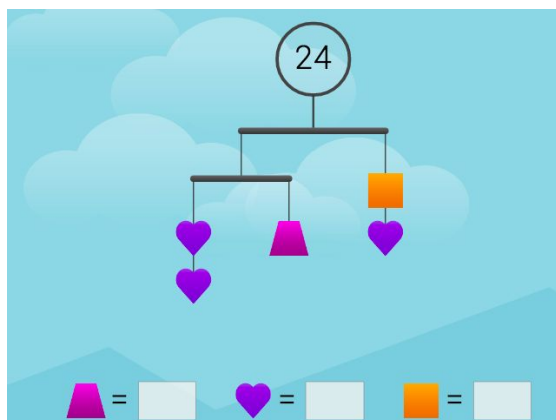 24
= = =